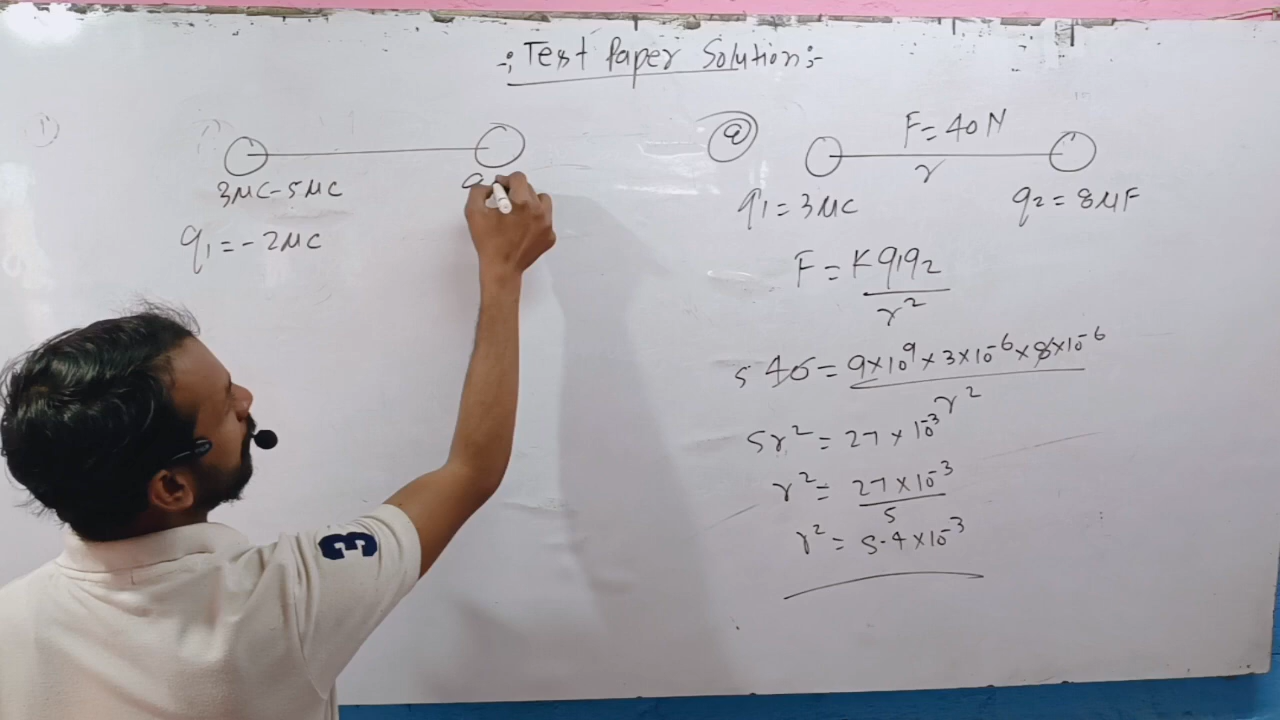 -: Test Paper Solution :-
1
3μC-5μC
q1 = -2μC
q
a
F = 40 N
r
q1 = 3μC
q2 = 8μF
F = Kq1q2 / r²
5 40 = 9×10⁹×3×10⁻⁶×8×10⁻⁶ / r²
5r² = 27×10⁻³
r² = 27×10⁻³ / 5
r² = 5.4×10⁻³
3